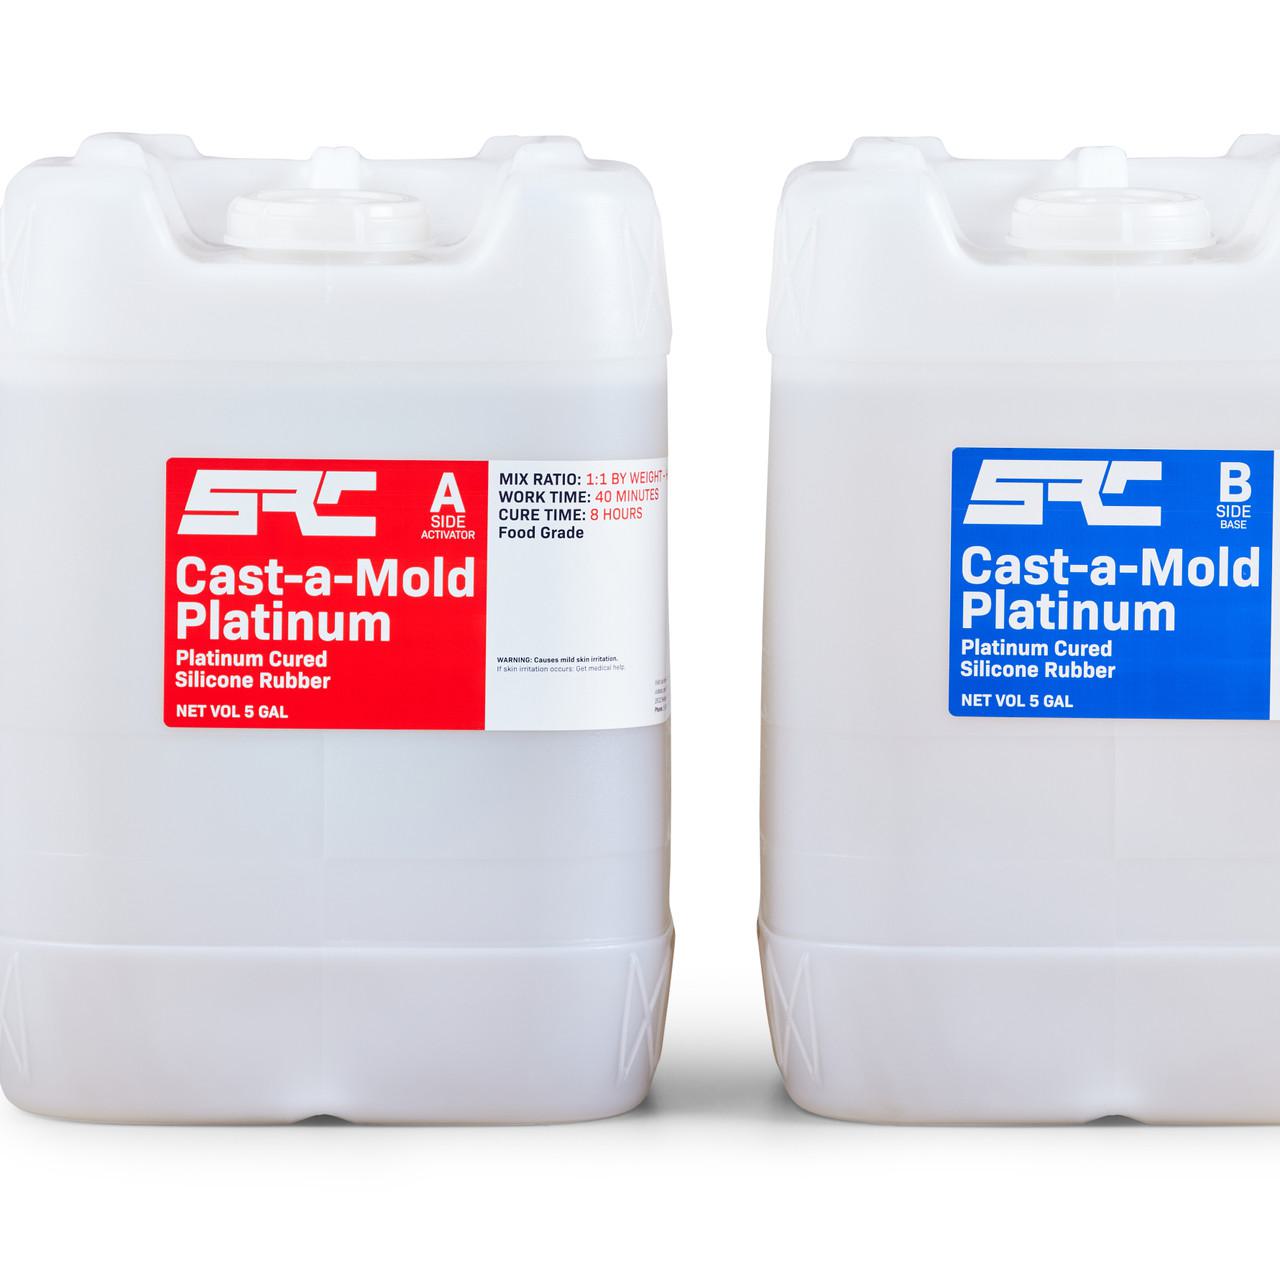 SRC
A
SIDE
ACTIVATOR
Cast-a-Mold
Platinum
Platinum Cured
Silicone Rubber
NET VOL 5 GAL
MIX RATIO: 1:1 BY WEIGHT
WORK TIME: 40 MINUTES
CURE TIME: 8 HOURS
Food Grade
WARNING: Causes mild skin irritation.
If skin irritation occurs: Get medical help.
SRC
B
SIDE
BASE
Cast-a-Mold
Platinum
Platinum Cured
Silicone Rubber
NET VOL 5 GAL